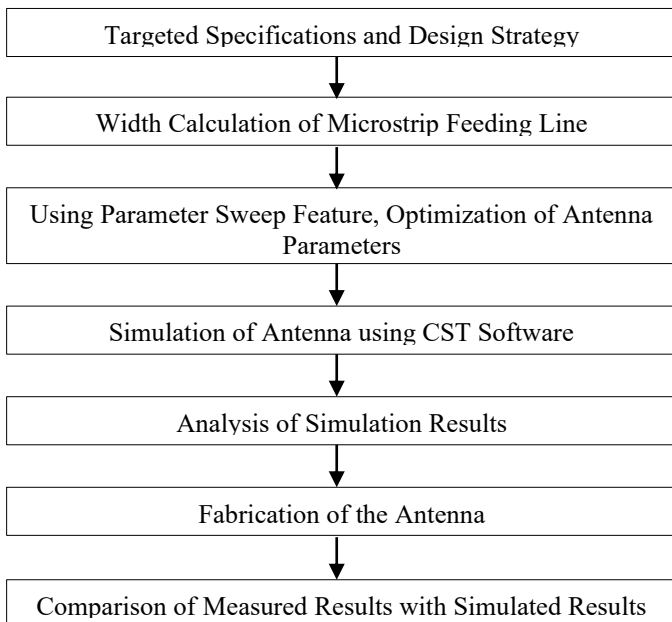 Targeted Specifications and Design Strategy
Width Calculation of Microstrip Feeding Line
Using Parameter Sweep Feature, Optimization of Antenna
Parameters
Simulation of Antenna using CST Software
Analysis of Simulation Results
Fabrication of the Antenna
Comparison of Measured Results with Simulated Results